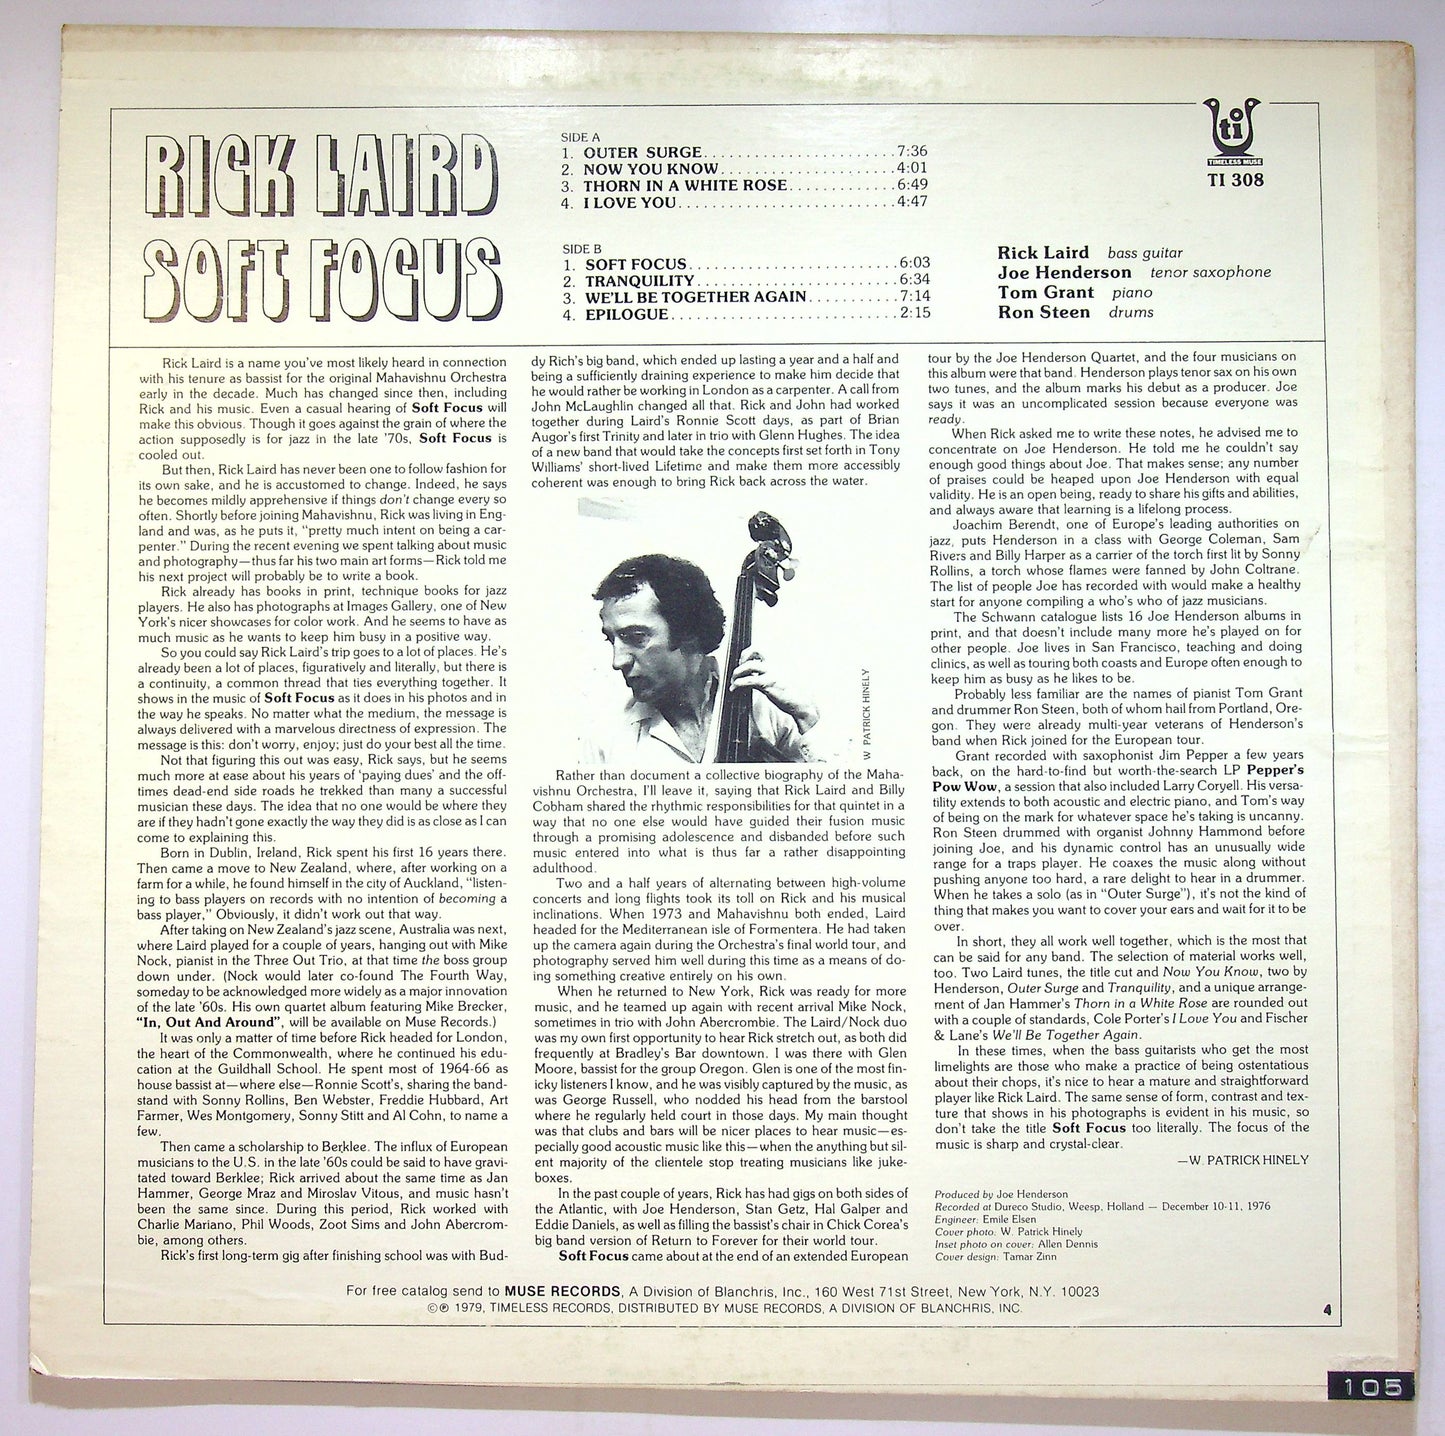 RICK LAIRD
SOFT FOCUS
SIDE A
1. OUTER SURGE.......................7:36
2. NOW YOU KNOW.....................4:01
3. THORN IN A WHITE ROSE.............6:49
4. I LOVE YOU..........................4:47
SIDE B
1. SOFT FOCUS.........................6:03
2. TRANQUILITY........................6:34
3. WE'LL BE TOGETHER AGAIN...........7:14
4. EPILOGUE...........................2:15
ti
TIMELESS MUSE
TI 308
Rick Laird bass guitar
Joe Henderson tenor saxophone
Tom Grant piano
Ron Steen drums
Rick Laird is a name you've most likely heard in connection
with his tenure as bassist for the original Mahavishnu Orchestra
early in the decade. Much has changed since then, including
Rick and his music. Even a casual hearing of Soft Focus will
make this obvious. Though it goes against the grain of where the
action supposedly is for jazz in the late '70s, Soft Focus is
cooled out.
But then, Rick Laird has never been one to follow fashion for
its own sake, and he is accustomed to change. Indeed, he says
he becomes mildly apprehensive if things don't change every so
often. Shortly before joining Mahavishnu, Rick was living in Eng-
land and was, as he puts it, "pretty much intent on being a car-
penter." During the recent evening we spent talking about music
and photography—thus far his two main art forms—Rick told me
his next project will probably be to write a book.
Rick already has books in print, technique books for jazz
players. He also has photographs at Images Gallery, one of New
York's nicer showcases for color work. And he seems to have as
much music as he wants to keep him busy in a positive way.
So you could say Rick Laird's trip goes to a lot of places. He's
already been a lot of places, figuratively and literally, but there is
a continuity, a common thread that ties everything together. It
shows in the music of Soft Focus as it does in his photos and in
the way he speaks. No matter what the medium, the message is
always delivered with a marvelous directness of expression. The
message is this: don't worry, enjoy; just do your best all the time.
Not that figuring this out was easy, Rick says, but he seems
much more at ease about his years of 'paying dues' and the off-
times dead-end side roads he trekked than many a successful
musician these days. The idea that no one would be where they
are if they hadn't gone exactly the way they did is as close as I can
come to explaining this.
Born in Dublin, Ireland, Rick spent his first 16 years there.
Then came a move to New Zealand, where, after working on a
farm for a while, he found himself in the city of Auckland, "listen-
ing to bass players on records with no intention of becoming a
bass player," Obviously, it didn't work out that way.
After taking on New Zealand's jazz scene, Australia was next,
where Laird played for a couple of years, hanging out with Mike
Nock, pianist in the Three Out Trio, at that time the boss group
down under. (Nock would later co-found The Fourth Way,
someday to be acknowledged more widely as a major innovation
of the late '60s. His own quartet album featuring Mike Brecker,
"In, Out And Around", will be available on Muse Records.)
It was only a matter of time before Rick headed for London,
the heart of the Commonwealth, where he continued his edu-
cation at the Guildhall School. He spent most of 1964-66 as
house bassist at—where else—Ronnie Scott's, sharing the band-
stand with Sonny Rollins, Ben Webster, Freddie Hubbard, Art
Farmer, Wes Montgomery, Sonny Stitt and Al Cohn, to name a
few.
Then came a scholarship to Berklee. The influx of European
musicians to the U.S. in the late '60s could be said to have gravi-
tated toward Berklee; Rick arrived about the same time as Jan
Hammer, George Mraz and Miroslav Vitous, and music hasn't
been the same since. During this period, Rick worked with
Charlie Mariano, Phil Woods, Zoot Sims and John Abercrom-
bie, among others.
Rick's first long-term gig after finishing school was with Bud-
dy Rich's big band, which ended up lasting a year and a half and
being a sufficiently draining experience to make him decide that
he would rather be working in London as a carpenter. A call from
John McLaughlin changed all that. Rick and John had worked
together during Laird's Ronnie Scott days, as part of Brian
Augor's first Trinity and later in trio with Glenn Hughes. The idea
of a new band that would take the concepts first set forth in Tony
Williams' short-lived Lifetime and make them more accessibly
coherent was enough to bring Rick back across the water.
W. PATRICK HINELY
Rather than document a collective biography of the Maha-
vishnu Orchestra, I'll leave it, saying that Rick Laird and Billy
Cobham shared the rhythmic responsibilities for that quintet in a
way that no one else would have guided their fusion music
through a promising adolescence and disbanded before such
music entered into what is thus far a rather disappointing
adulthood.
Two and a half years of alternating between high-volume
concerts and long flights took its toll on Rick and his musical
inclinations. When 1973 and Mahavishnu both ended, Laird
headed for the Mediterranean isle of Formentera. He had taken
up the camera again during the Orchestra's final world tour, and
photography served him well during this time as a means of do-
ing something creative entirely on his own.
When he returned to New York, Rick was ready for more
music, and he teamed up again with recent arrival Mike Nock,
sometimes in trio with John Abercrombie. The Laird/Nock duo
was my own first opportunity to hear Rick stretch out, as both did
frequently at Bradley's Bar downtown. I was there with Glen
Moore, bassist for the group Oregon. Glen is one of the most fin-
icky listeners I know, and he was visibly captured by the music, as
was George Russell, who nodded his head from the barstool
where he regularly held court in those days. My main thought
was that clubs and bars will be nicer places to hear music—es-
pecially good acoustic music like this—when the anything but sil-
ent majority of the clientele stop treating musicians like juke-
boxes.
In the past couple of years, Rick has had gigs on both sides of
the Atlantic, with Joe Henderson, Stan Getz, Hal Galper and
Eddie Daniels, as well as filling the bassist's chair in Chick Corea's
big band version of Return to Forever for their world tour.
Soft Focus came about at the end of an extended European
tour by the Joe Henderson Quartet, and the four musicians on
this album were that band. Henderson plays tenor sax on his own
two tunes, and the album marks his debut as a producer. Joe
says it was an uncomplicated session because everyone was
ready.
When Rick asked me to write these notes, he advised me to
concentrate on Joe Henderson. He told me he couldn't say
enough good things about Joe. That makes sense; any number
of praises could be heaped upon Joe Henderson with equal
validity. He is an open being, ready to share his gifts and abilities,
and always aware that learning is a lifelong process.
Joachim Berendt, one of Europe's leading authorities on
jazz, puts Henderson in a class with George Coleman, Sam
Rivers and Billy Harper as a carrier of the torch first lit by Sonny
Rollins, a torch whose flames were fanned by John Coltrane.
The list of people Joe has recorded with would make a healthy
start for anyone compiling a who's who of jazz musicians.
The Schwann catalogue lists 16 Joe Henderson albums in
print, and that doesn't include many more he's played on for
other people. Joe lives in San Francisco, teaching and doing
clinics, as well as touring both coasts and Europe often enough to
keep him as busy as he likes to be.
Probably less familiar are the names of pianist Tom Grant
and drummer Ron Steen, both of whom hail from Portland, Ore-
gon. They were already multi-year veterans of Henderson's
band when Rick joined for the European tour.
Grant recorded with saxophonist Jim Pepper a few years
back, on the hard-to-find but worth-the-search LP Pepper's
Pow Wow, a session that also included Larry Coryell. His versa-
tility extends to both acoustic and electric piano, and Tom's way
of being on the mark for whatever space he's taking is uncanny.
Ron Steen drummed with organist Johnny Hammond before
joining Joe, and his dynamic control has an unusually wide
range for a traps player. He coaxes the music along without
pushing anyone too hard, a rare delight to hear in a drummer.
When he takes a solo (as in "Outer Surge"), it's not the kind of
thing that makes you want to cover your ears and wait for it to be
over.
In short, they all work well together, which is the most that
can be said for any band. The selection of material works well,
too. Two Laird tunes, the title cut and Now You Know, two by
Henderson, Outer Surge and Tranquility, and a unique arrange-
ment of Jan Hammer's Thorn in a White Rose are rounded out
with a couple of standards, Cole Porter's I Love You and Fischer
& Lane's We'll Be Together Again.
In these times, when the bass guitarists who get the most
limelights are those who make a practice of being ostentatious
about their chops, it's nice to hear a mature and straightforward
player like Rick Laird. The same sense of form, contrast and tex-
ture that shows in his photographs is evident in his music, so
don't take the title Soft Focus too literally. The focus of the
music is sharp and crystal-clear.
—W. PATRICK HINELY
Produced by Joe Henderson
Recorded at Dureco Studio, Weesp, Holland — December 10-11, 1976
Engineer: Emile Elsen
Cover photo: W. Patrick Hinely
Inset photo on cover: Allen Dennis
Cover design: Tamar Zinn
For free catalog send to MUSE RECORDS, A Division of Blanchris, Inc., 160 West 71st Street, New York, N.Y. 10023
©℗ 1979, TIMELESS RECORDS, DISTRIBUTED BY MUSE RECORDS, A DIVISION OF BLANCHRIS, INC.
4
105